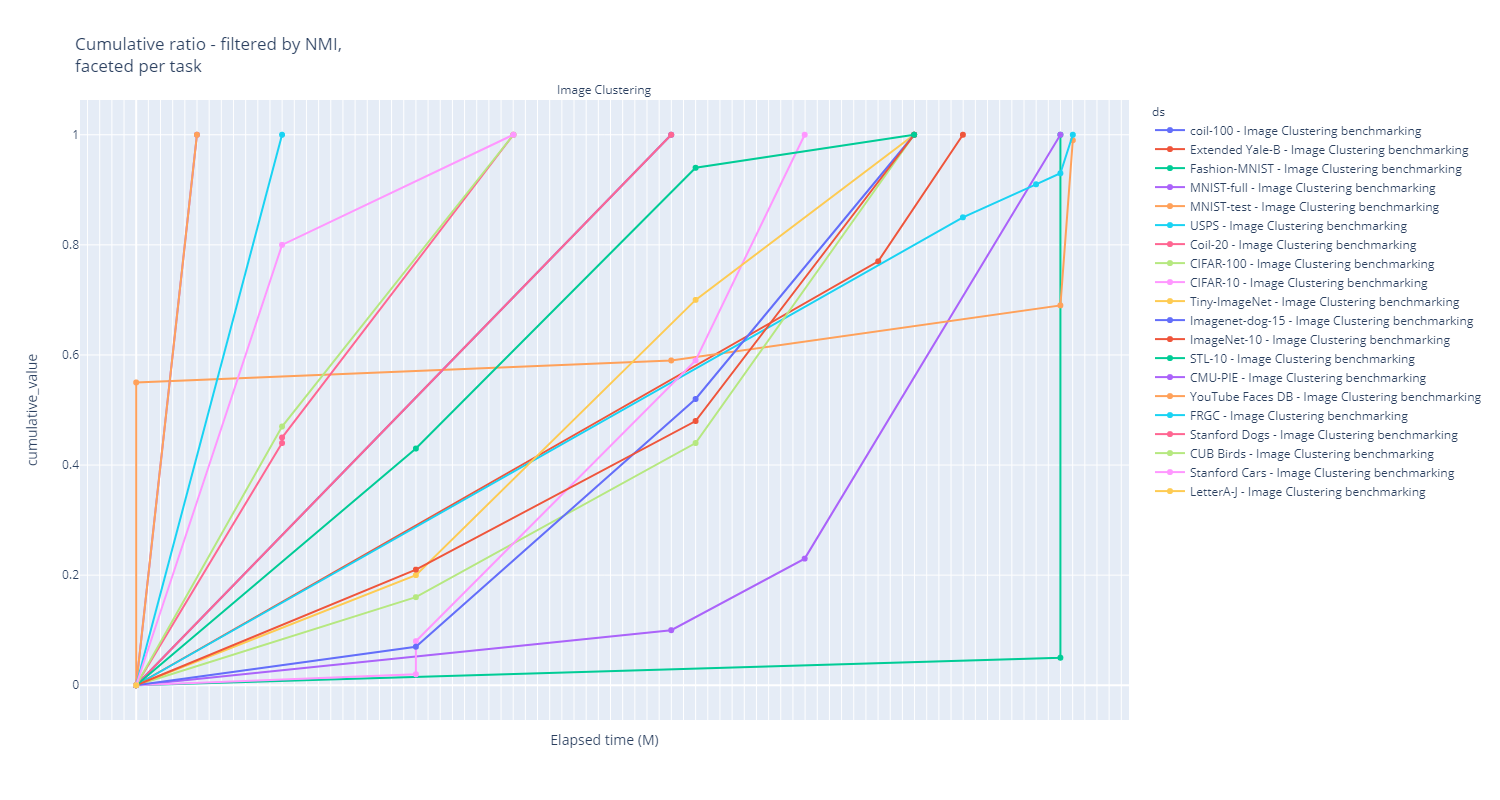 Cumulative ratio - filtered by NMI,
faceted per task
Image Clustering
ds
coil-100 - Image Clustering benchmarking
Extended Yale-B - Image Clustering benchmarking
Fashion-MNIST - Image Clustering benchmarking
MNIST-full - Image Clustering benchmarking
MNIST-test - Image Clustering benchmarking
USPS - Image Clustering benchmarking
Coil-20 - Image Clustering benchmarking
CIFAR-100 - Image Clustering benchmarking
CIFAR-10 - Image Clustering benchmarking
Tiny-ImageNet - Image Clustering benchmarking
Imagenet-dog-15 - Image Clustering benchmarking
ImageNet-10 - Image Clustering benchmarking
STL-10 - Image Clustering benchmarking
CMU-PIE - Image Clustering benchmarking
YouTube Faces DB - Image Clustering benchmarking
FRGC - Image Clustering benchmarking
Stanford Dogs - Image Clustering benchmarking
CUB Birds - Image Clustering benchmarking
Stanford Cars - Image Clustering benchmarking
LetterA-J - Image Clustering benchmarking
1
0.8
0.6
0.4
0.2
0
cumulative_value
Elapsed time (M)